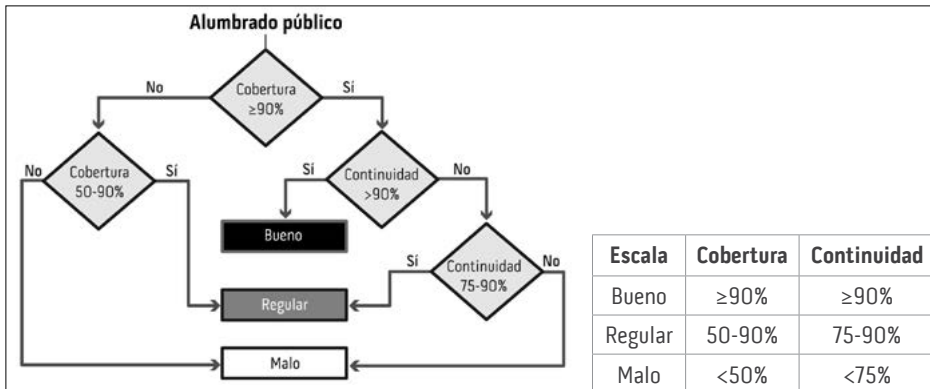 Alumbrado público
Cobertura
≥90%
No
Sí
Cobertura
50-90%
No
Sí
Continuidad
>90%
Sí
No
Bueno
Continuidad
75-90%
Sí
No
Regular
Malo
Escala Cobertura Continuidad
Bueno ≥90% ≥90%
Regular 50-90% 75-90%
Malo <50% <75%